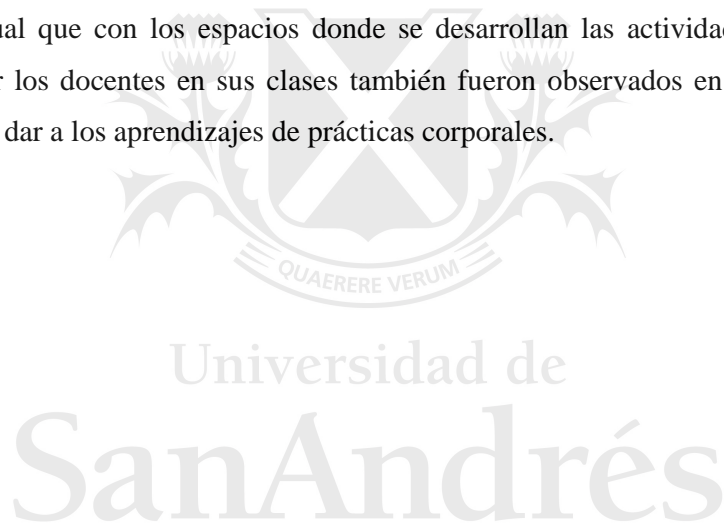 ual que con los espacios donde se desarrollan las actividad
r los docentes en sus clases también fueron observados en
dar a los aprendizajes de prácticas corporales.
QUAERERE VERUM
Universidad de
SanAndrés